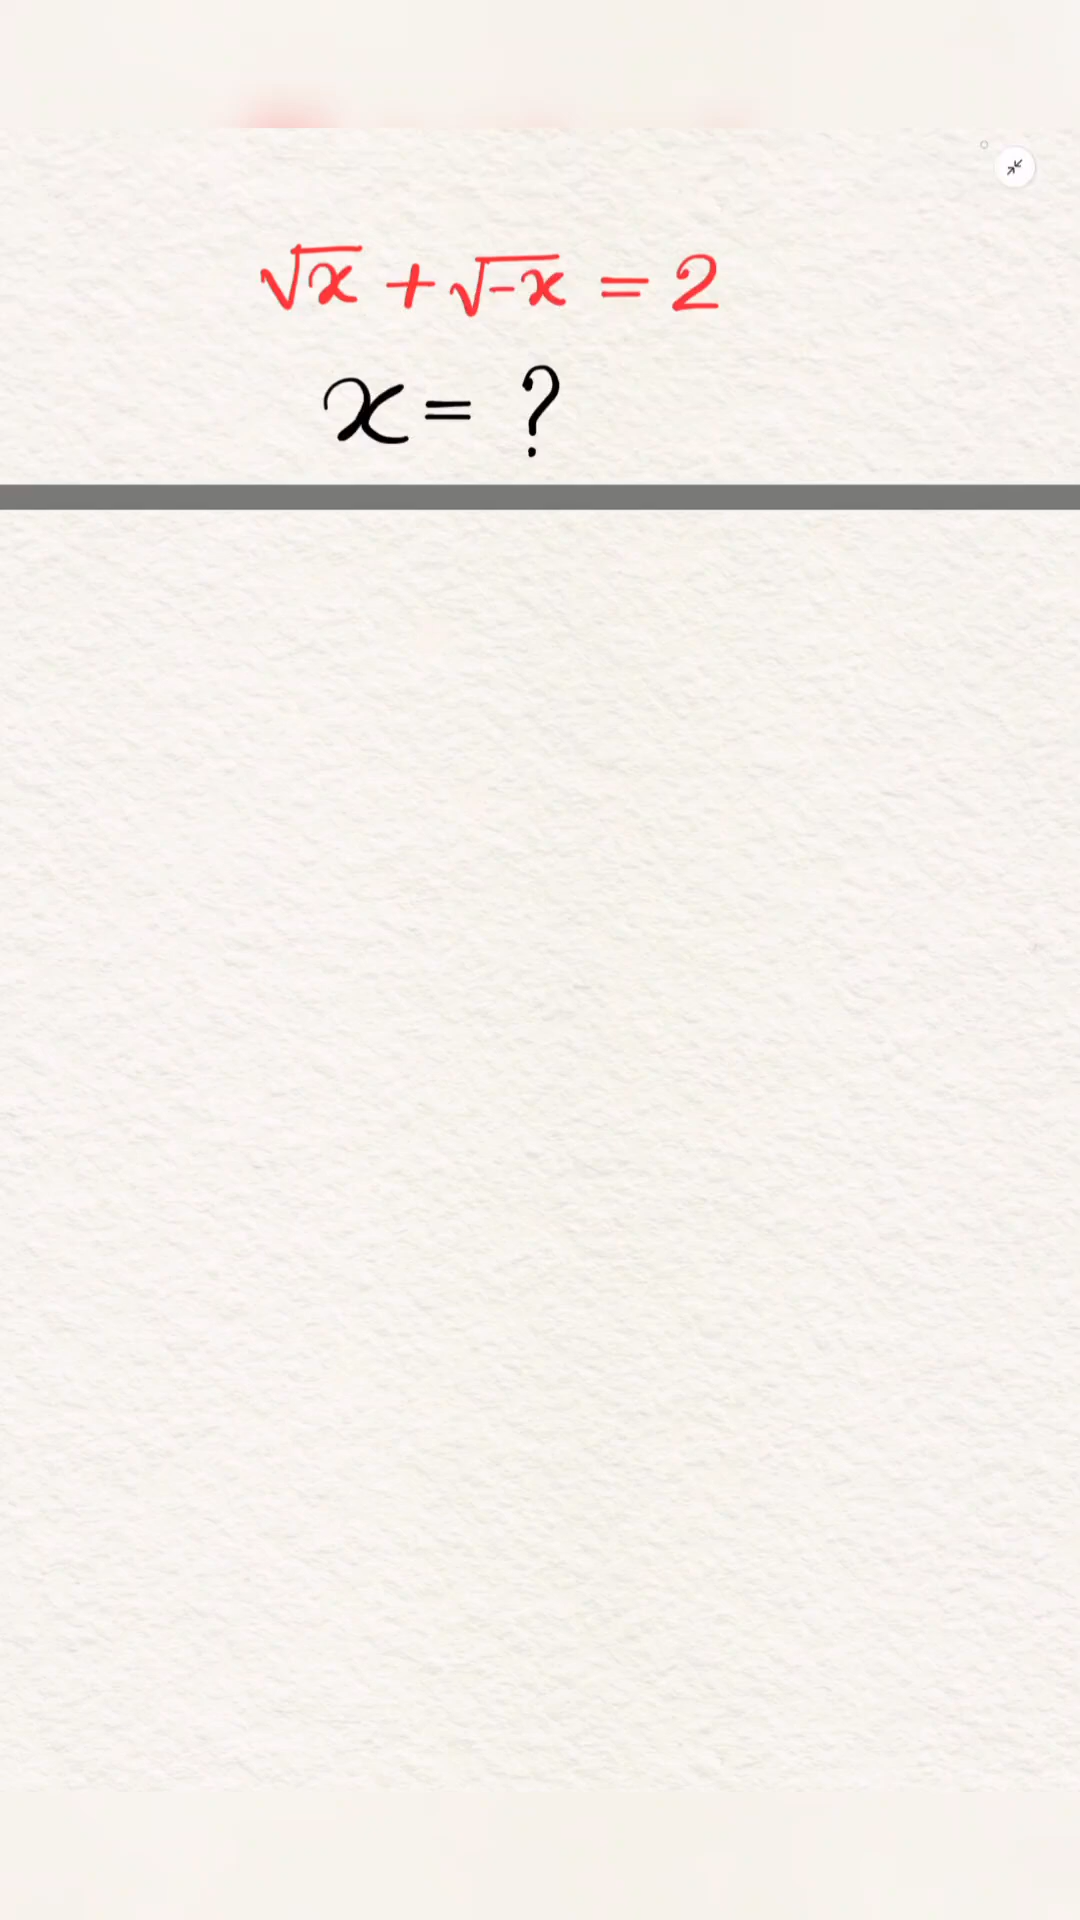 √x + √-x = 2
x = ?